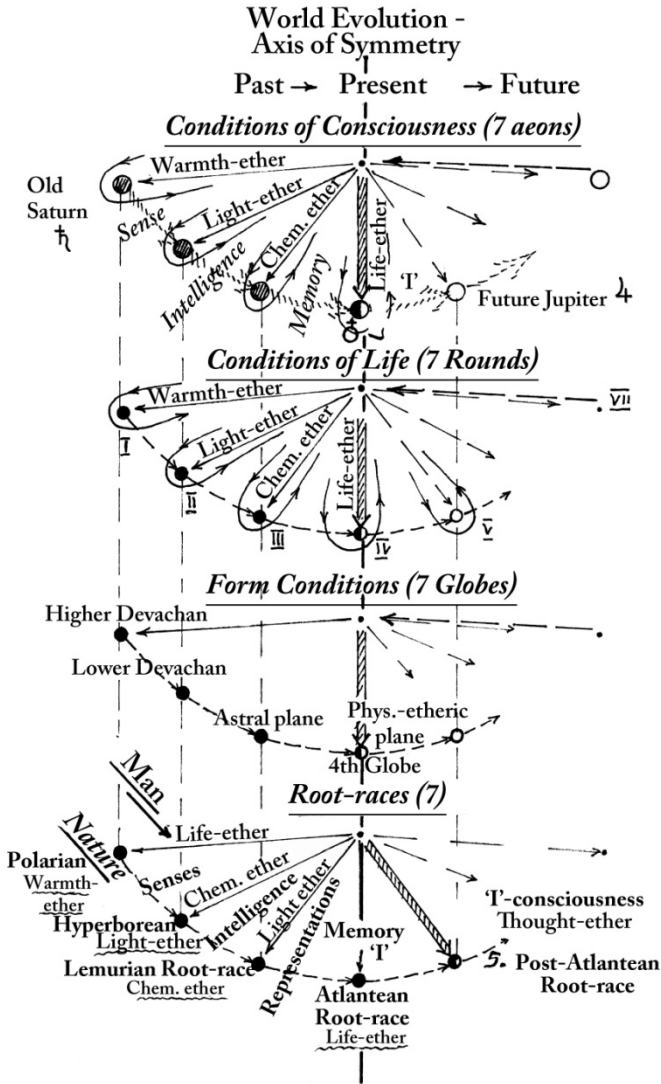 World Evolution -
Axis of Symmetry
Past → Present → Future
Conditions of Consciousness (7 aeons)
Warmth-ether
Old
Saturn
♄
Sense
Light-ether
Intelligence
Chem. ether
Memory
Life-ether
'I'
Future Jupiter ♃
Conditions of Life (7 Rounds)
Warmth-ether
VII
I
Light-ether
II
Chem. ether
III
Life-ether
IV
V
Form Conditions (7 Globes)
Higher Devachan
Lower Devachan
Astral plane
Phys.-etheric
plane
4th Globe
Root-races (7)
Man
Nature
Life-ether
Polarian
Warmth-
ether
Senses
Chem. ether
Hyperborean
Light-ether
Intelligence
Light ether
Lemurian Root-race
Chem. ether
Representations
Memory
'I'
Atlantean
Root-race
Life-ether
'I'-consciousness
Thought-ether
5. Post-Atlantean
Root-race